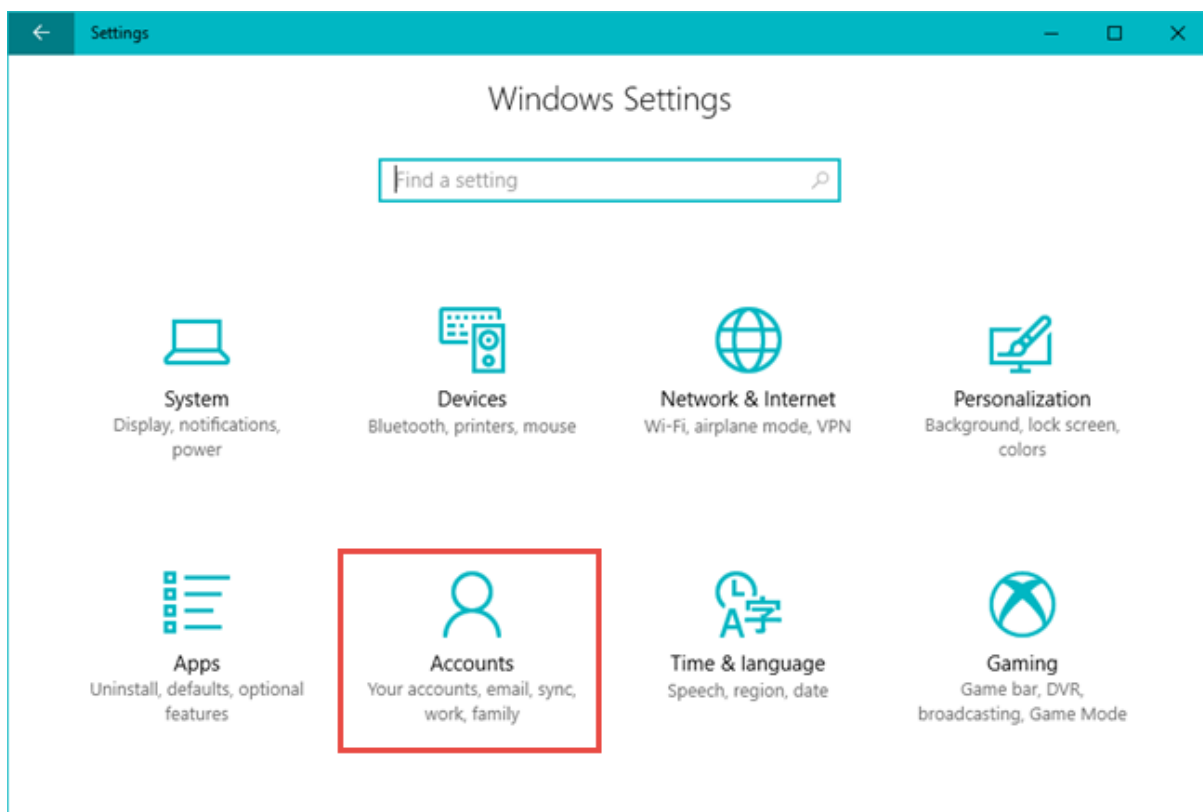 Settings
Windows Settings
Find a setting
System
Display, notifications,
power
Devices
Bluetooth, printers, mouse
Network & Internet
Wi-Fi, airplane mode, VPN
Personalization
Background, lock screen,
colors
Apps
Uninstall, defaults, optional
features
Accounts
Your accounts, email, sync,
work, family
Time & language
Speech, region, date
Gaming
Game bar, DVR,
broadcasting, Game Mode